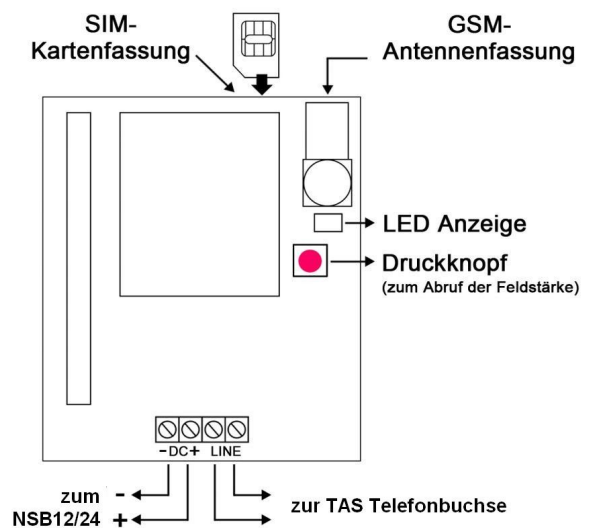 SIM-
Kartenfassung
GSM-
Antennenfassung
LED Anzeige
Druckknopf
(zum Abruf der Feldstärke)
-DC+ LINE
zum -
NSB12/24 +
zur TAS Telefonbuchse